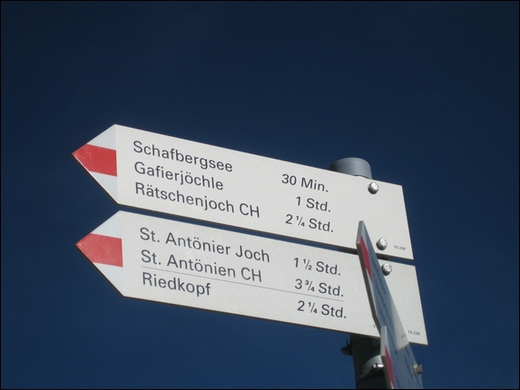 Schafbergsee 30 Min.
Gafierjöchle 1 Std.
Rätschenjoch CH 2 ¼ Std.
St. Antönier Joch 1 ½ Std.
St. Antönien CH 3 ¾ Std.
Riedkopf 2 ¼ Std.